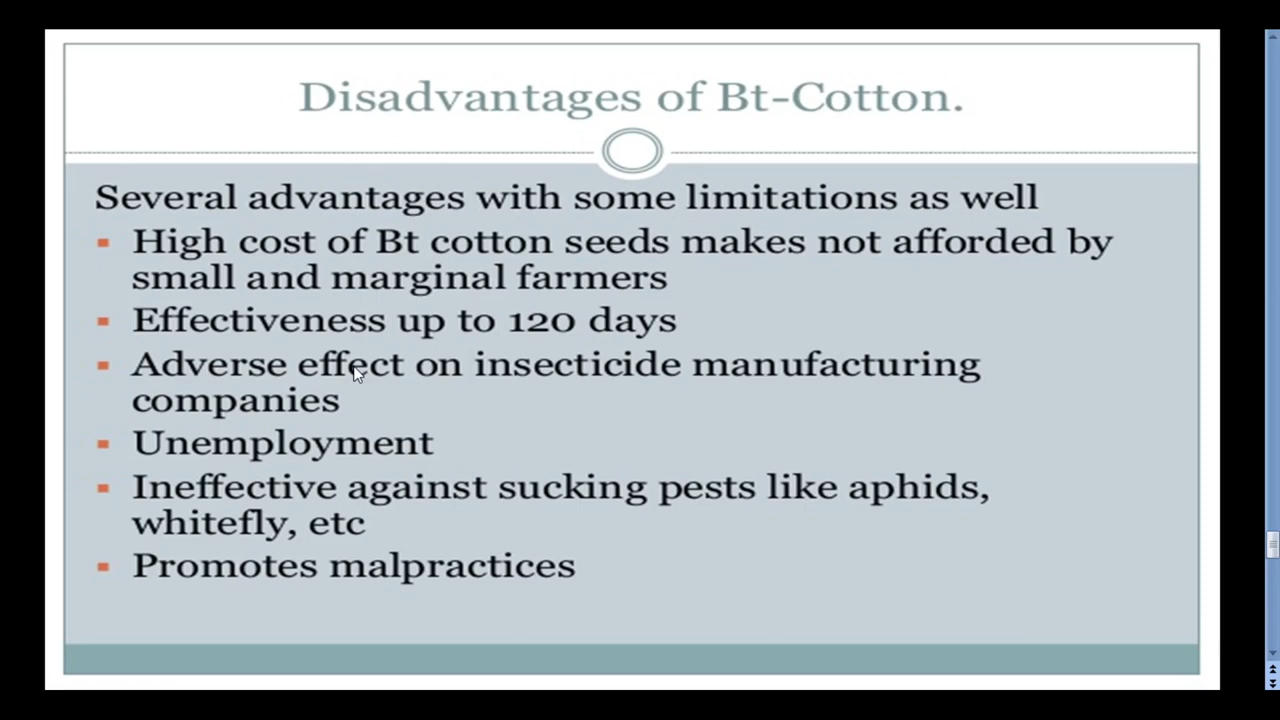 Disadvantages of Bt-Cotton.
Several advantages with some limitations as well
▪ High cost of Bt cotton seeds makes not afforded by
small and marginal farmers
▪ Effectiveness up to 120 days
▪ Adverse effect on insecticide manufacturing
companies
▪ Unemployment
▪ Ineffective against sucking pests like aphids,
whitefly, etc
▪ Promotes malpractices